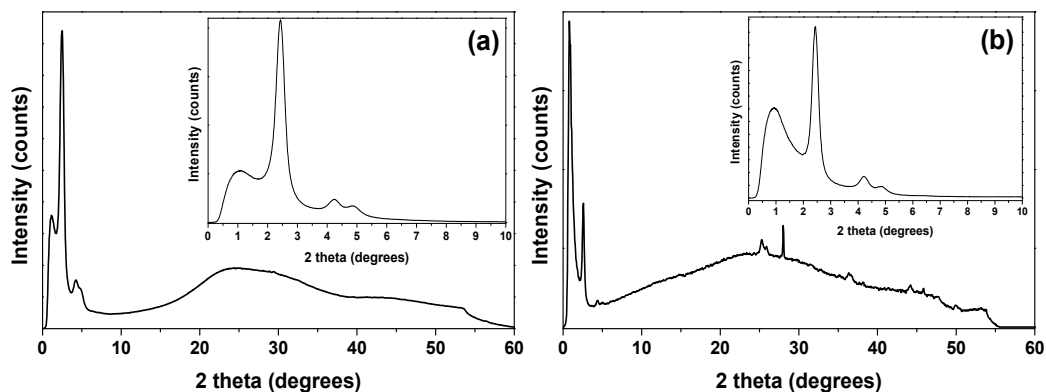 (a)
Intensity (counts)
Intensity (counts)
0 1 2 3 4 5 6 7 8 9 10
2 theta (degrees)
0 10 20 30 40 50 60
2 theta (degrees)
(b)
Intensity (counts)
Intensity (counts)
0 1 2 3 4 5 6 7 8 9 10
2 theta (degrees)
0 10 20 30 40 50 60
2 theta (degrees)